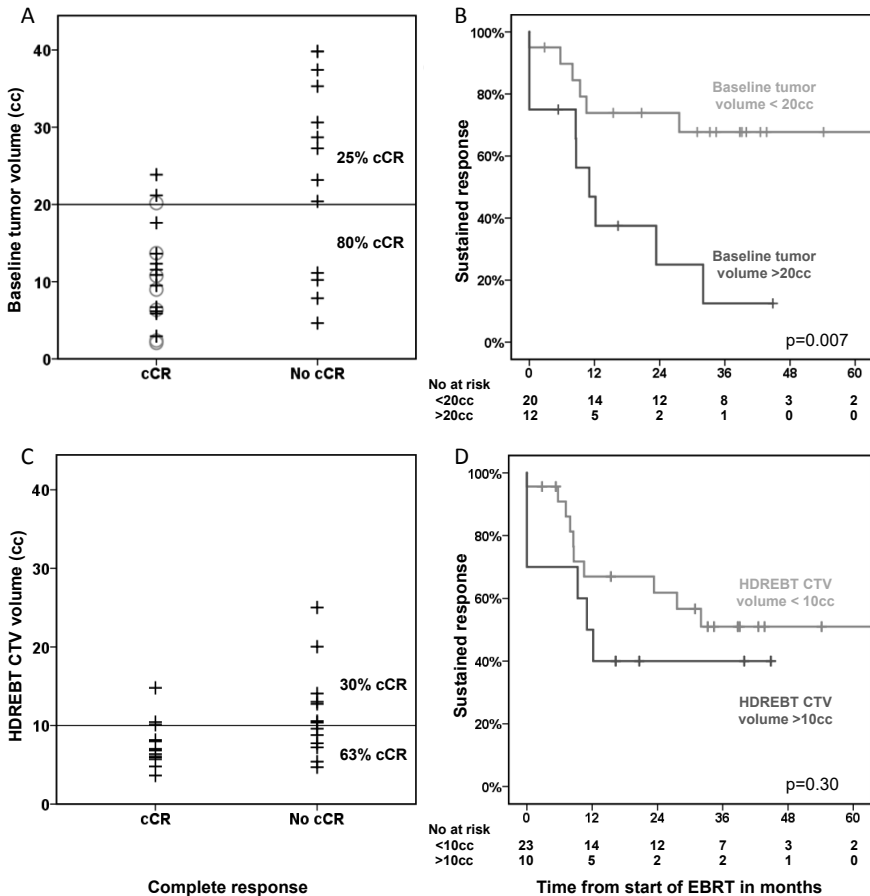 A
Baseline tumor volume (cc)
40
30
20
10
0
25% cCR
80% cCR
cCR
No cCR
B
Sustained response
100%
80%
60%
40%
20%
0%
Baseline tumor
volume < 20cc
Baseline tumor
volume >20cc
p=0.007
0 12 24 36 48 60
No at risk
<20cc 20 14 12 8 3 2
>20cc 12 5 2 1 0 0
C
HDREBT CTV volume (cc)
40
30
20
10
0
30% cCR
63% cCR
cCR
No cCR
Complete response
D
Sustained response
100%
80%
60%
40%
20%
0%
HDREBT CTV
volume < 10cc
HDREBT CTV
volume >10cc
p=0.30
0 12 24 36 48 60
No at risk
<10cc 23 14 12 7 3 2
>10cc 10 5 2 2 1 0
Time from start of EBRT in months